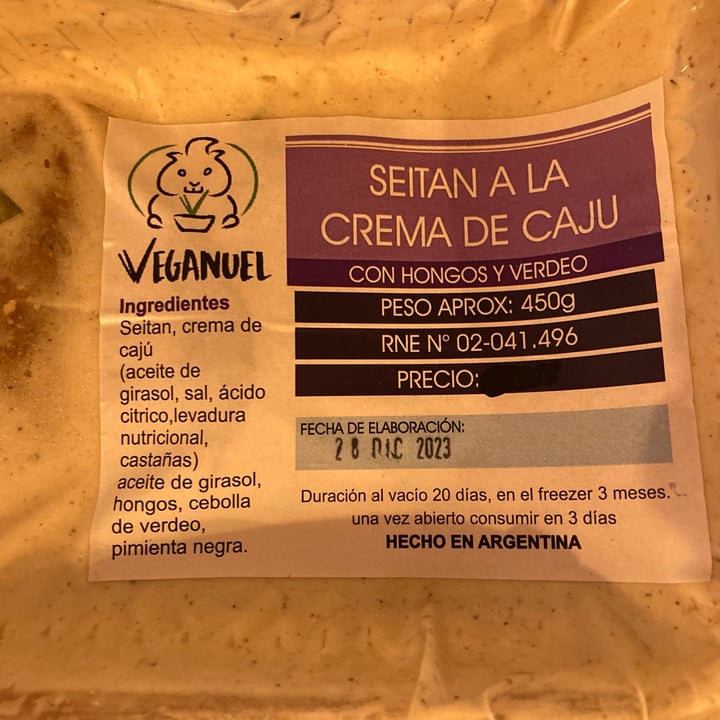 VEGANUEL
Ingredientes
Seitan, crema de
cajú
(aceite de
girasol, sal, ácido
citrico,levadura
nutricional,
castañas)
aceite de girasol,
hongos, cebolla
de verdeo,
pimienta negra.
SEITAN A LA
CREMA DE CAJU
CON HONGOS Y VERDEO
PESO APROX: 450g
RNE N° 02-041.496
PRECIO:
FECHA DE ELABORACIÓN:
28 DIC 2023
Duración al vacío 20 días, en el freezer 3 meses.
una vez abierto consumir en 3 días
HECHO EN ARGENTINA